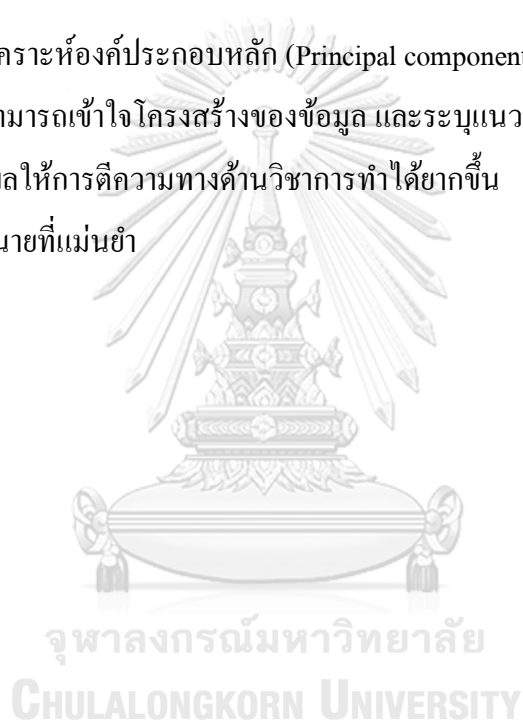 คราะห์องค์ประกอบหลัก (Principal component
ามารถเข้าใจโครงสร้างของข้อมูล และระบุแนว
ผลให้การตีความทางด้านวิชาการทำได้ยากขึ้น
นายที่แม่นยำ
จุฬาลงกรณ์มหาวิทยาลัย
CHULALONGKORN UNIVERSITY